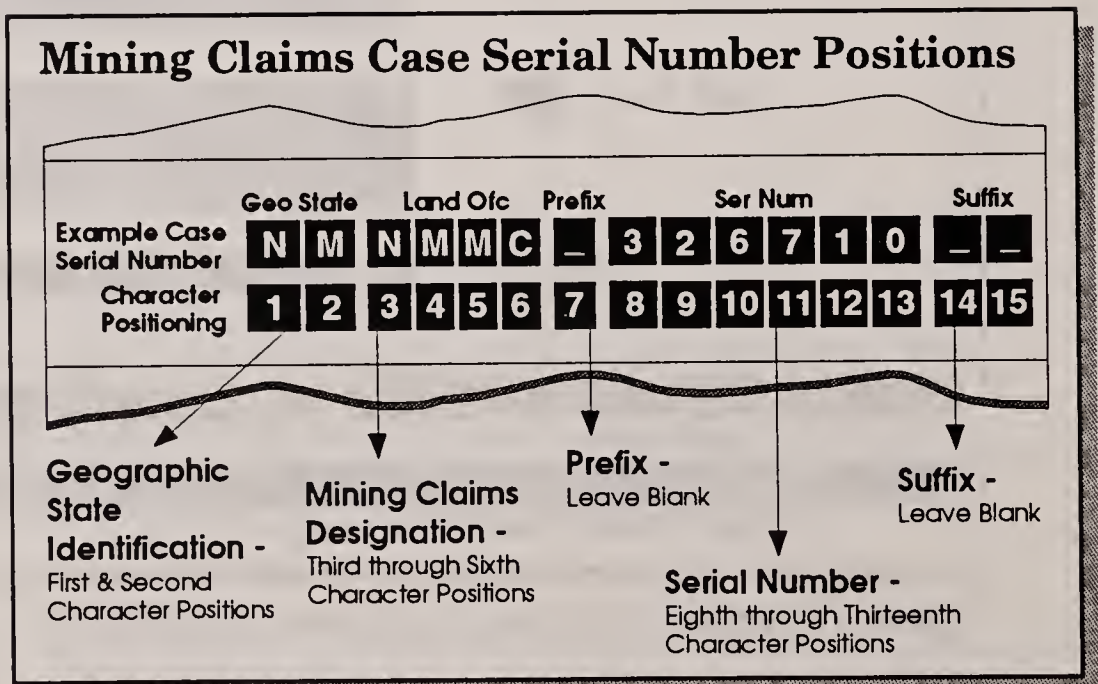 Mining Claims Case Serial Number Positions
Geo State Land Ofc Prefix Ser Num Suffix
Example Case Serial Number N M N M M C _ 3 2 6 7 1 0 _ _
Character Positioning 1 2 3 4 5 6 7 8 9 10 11 12 13 14 15
Geographic
State
Identification -
First & Second
Character Positions
Mining Claims
Designation -
Third through Sixth
Character Positions
Prefix -
Leave Blank
Serial Number -
Eighth through Thirteenth
Character Positions
Suffix -
Leave Blank